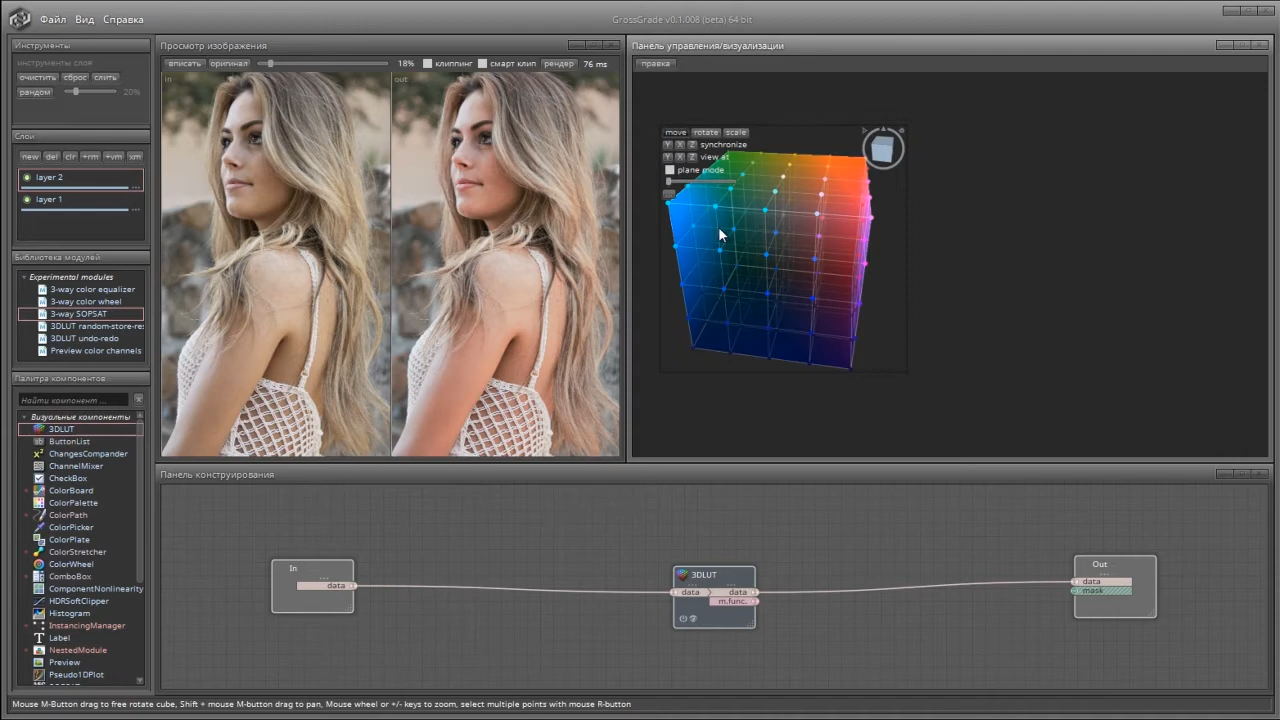 GrossGrade v0.1.008 (beta) 64 bit
Файл Вид Справка
Инструменты
инструменты слоя
очистить сброс слить
рандом 20%
Слои
new del clr +rm +vm xm
layer 2
layer 1
Библиотека модулей
Experimental modules
3-way color equalizer
3-way color wheel
3-way SOPSAT
3DLUT random-store-re
3DLUT undo-redo
Preview color channels
Палитра компонентов
Найти компонент ...
Визуальные компоненты
3DLUT
ButtonList
ChangesCompander
ChannelMixer
CheckBox
ColorBoard
ColorPalette
ColorPath
ColorPicker
ColorPlate
ColorStretcher
ColorWheel
ComboBox
ComponentNonlinearity
HDRSoftClipper
Histogram
InstancingManager
Label
NestedModule
Preview
Pseudo1DPlot
Просмотр изображения
вписать оригинал 18% клиппинг смарт клип рендер 76 ms
in
out
Панель управления/визуализации
правка
move rotate scale
Y X Z synchronize
Y X Z view at
plane mode
Панель конструирования
In
data
3DLUT
data data
m.func.
Out
data
mask
Mouse M-Button drag to free rotate cube, Shift + mouse M-button drag to pan, Mouse wheel or +/- keys to zoom, select multiple points with mouse R-button